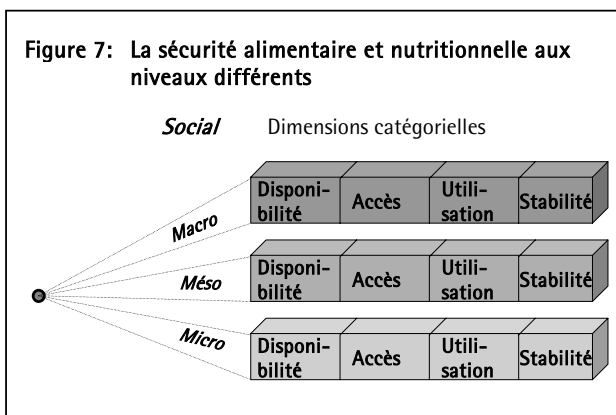 Figure 7: La sécurité alimentaire et nutritionnelle aux
niveaux différents
Social Dimensions catégorielles
Macro
Disponi-
bilité
Accès
Utili-
sation
Stabilité
Méso
Disponi-
bilité
Accès
Utili-
sation
Stabilité
Micro
Disponi-
bilité
Accès
Utili-
sation
Stabilité